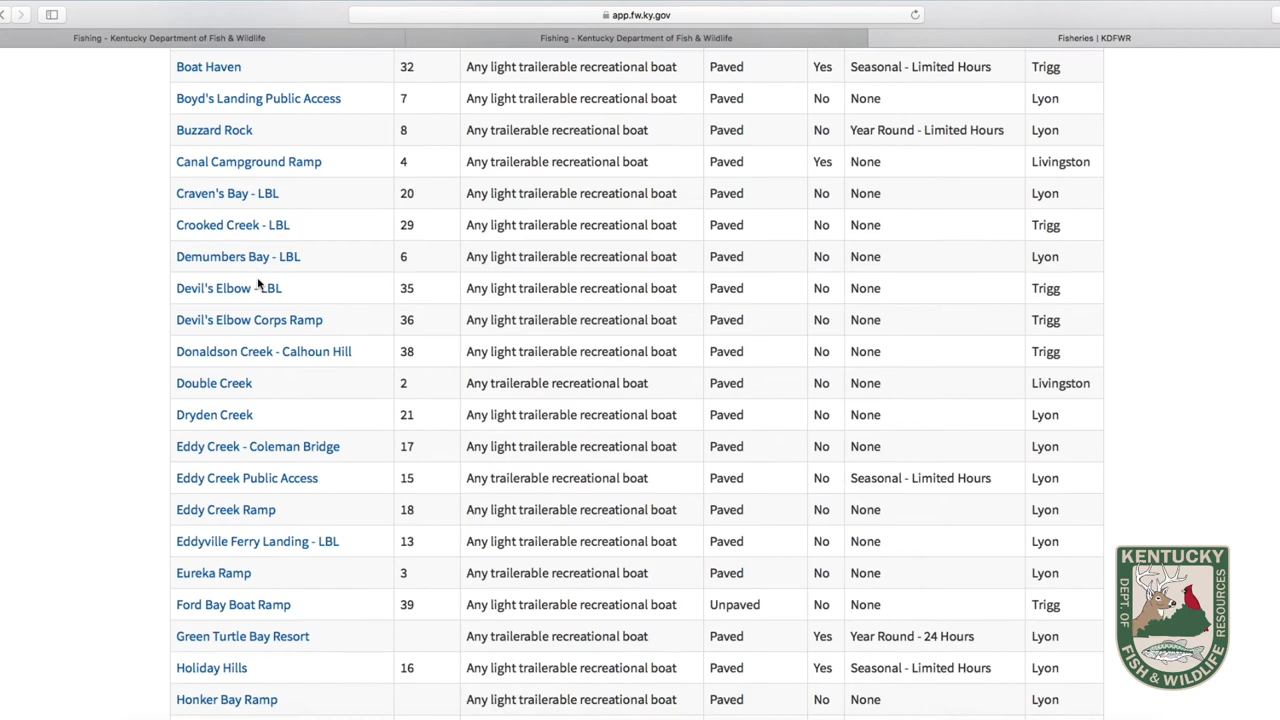 app.fw.ky.gov
Fishing - Kentucky Department of Fish & Wildlife
Fishing - Kentucky Department of Fish & Wildlife
Fisheries | KDFWR
Boat Haven 32 Any light trailerable recreational boat Paved Yes Seasonal - Limited Hours Trigg
Boyd's Landing Public Access 7 Any light trailerable recreational boat Paved No None Lyon
Buzzard Rock 8 Any trailerable recreational boat Paved No Year Round - Limited Hours Lyon
Canal Campground Ramp 4 Any trailerable recreational boat Paved Yes None Livingston
Craven's Bay - LBL 20 Any light trailerable recreational boat Paved No None Lyon
Crooked Creek - LBL 29 Any light trailerable recreational boat Paved No None Trigg
Demumbers Bay - LBL 6 Any light trailerable recreational boat Paved No None Lyon
Devil's Elbow - LBL 35 Any light trailerable recreational boat Paved No None Trigg
Devil's Elbow Corps Ramp 36 Any light trailerable recreational boat Paved No None Trigg
Donaldson Creek - Calhoun Hill 38 Any light trailerable recreational boat Paved No None Trigg
Double Creek 2 Any trailerable recreational boat Paved No None Livingston
Dryden Creek 21 Any light trailerable recreational boat Paved No None Lyon
Eddy Creek - Coleman Bridge 17 Any light trailerable recreational boat Paved No None Lyon
Eddy Creek Public Access 15 Any trailerable recreational boat Paved No Seasonal - Limited Hours Lyon
Eddy Creek Ramp 18 Any light trailerable recreational boat Paved No None Lyon
Eddyville Ferry Landing - LBL 13 Any light trailerable recreational boat Paved No None Lyon
Eureka Ramp 3 Any trailerable recreational boat Paved No None Lyon
Ford Bay Boat Ramp 39 Any light trailerable recreational boat Unpaved No None Trigg
Green Turtle Bay Resort Any light trailerable recreational boat Paved Yes Year Round - 24 Hours Lyon
Holiday Hills 16 Any light trailerable recreational boat Paved Yes Seasonal - Limited Hours Lyon
Honker Bay Ramp Any light trailerable recreational boat Paved No None Lyon
KENTUCKY
DEPT. OF
FISH & WILDLIFE
RESOURCES